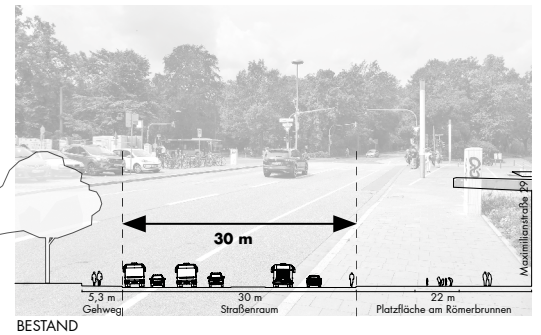 30 m
Maximilianstraße 29
5,3 m
Gehweg
30 m
Straßenraum
22 m
Platzfläche am Römerbrunnen
BESTAND